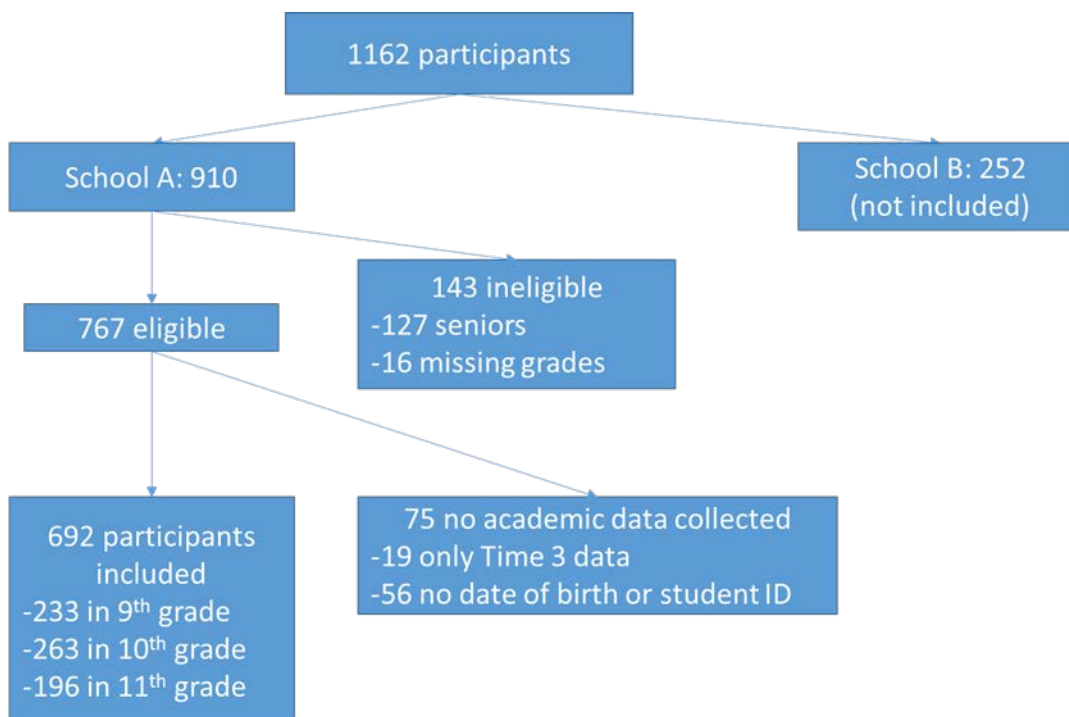 1162 participants
School A: 910
School B: 252
(not included)
143 ineligible
-127 seniors
-16 missing grades
767 eligible
692 participants
included
-233 in 9th grade
-263 in 10th grade
-196 in 11th grade
75 no academic data collected
-19 only Time 3 data
-56 no date of birth or student ID